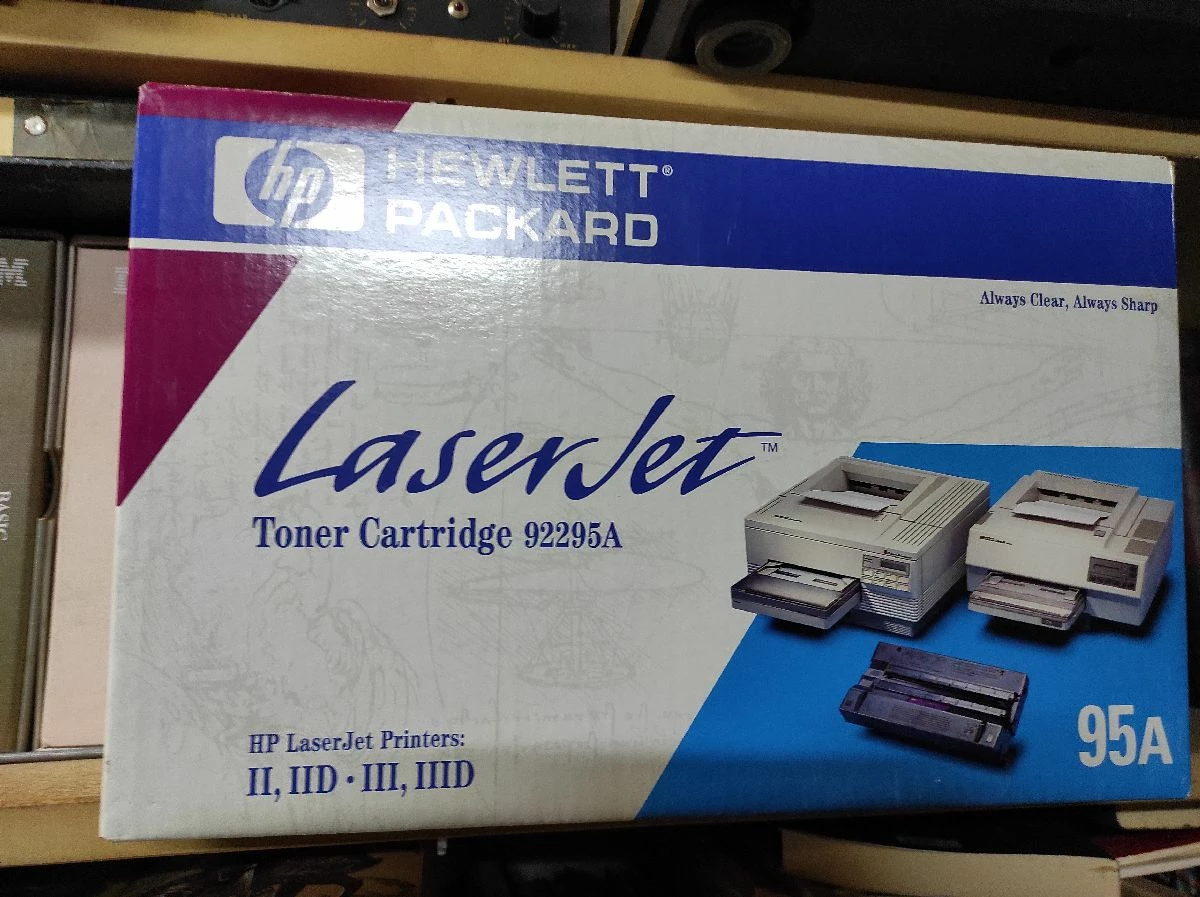 hp
HEWLETT®
PACKARD
Always Clear, Always Sharp
LaserJet™
Toner Cartridge 92295A
HP LaserJet Printers:
II, IID • III, IIID
95A
BASIC